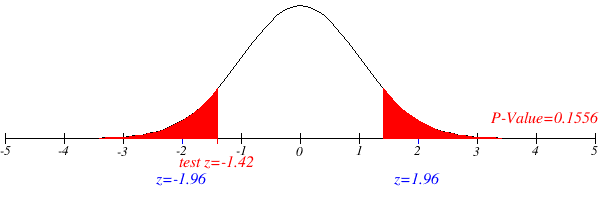 P-Value=0.1556
-5 -4 -3 -2 -1 0 1 2 3 4 5
test z=-1.42
z=-1.96 z=1.96